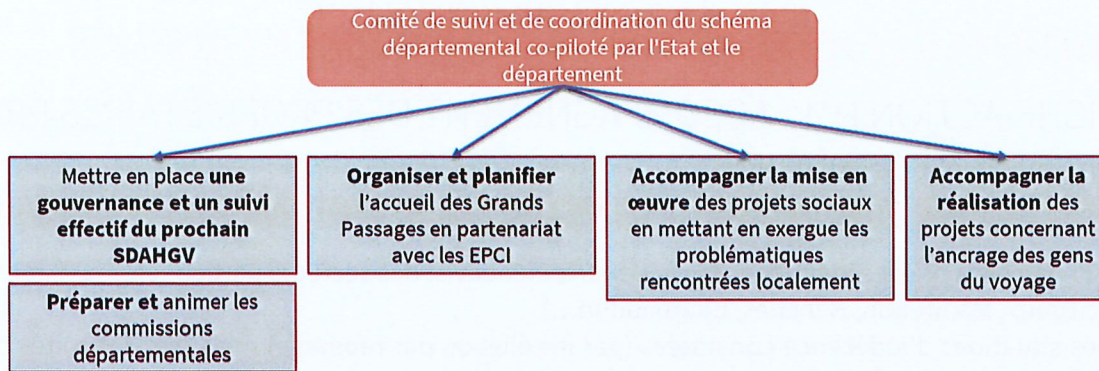 Comité de suivi et de coordination du schéma
départemental co-piloté par l'Etat et le
département
Mettre en place une
gouvernance et un suivi
effectif du prochain
SDAHGV
Préparer et animer les
commissions
départementales
Organiser et planifier
l'accueil des Grands
Passages en partenariat
avec les EPCI
Accompagner la mise en
œuvre des projets sociaux
en mettant en exergue les
problématiques
rencontrées localement
Accompagner la
réalisation des
projets concernant
l'ancrage des gens
du voyage